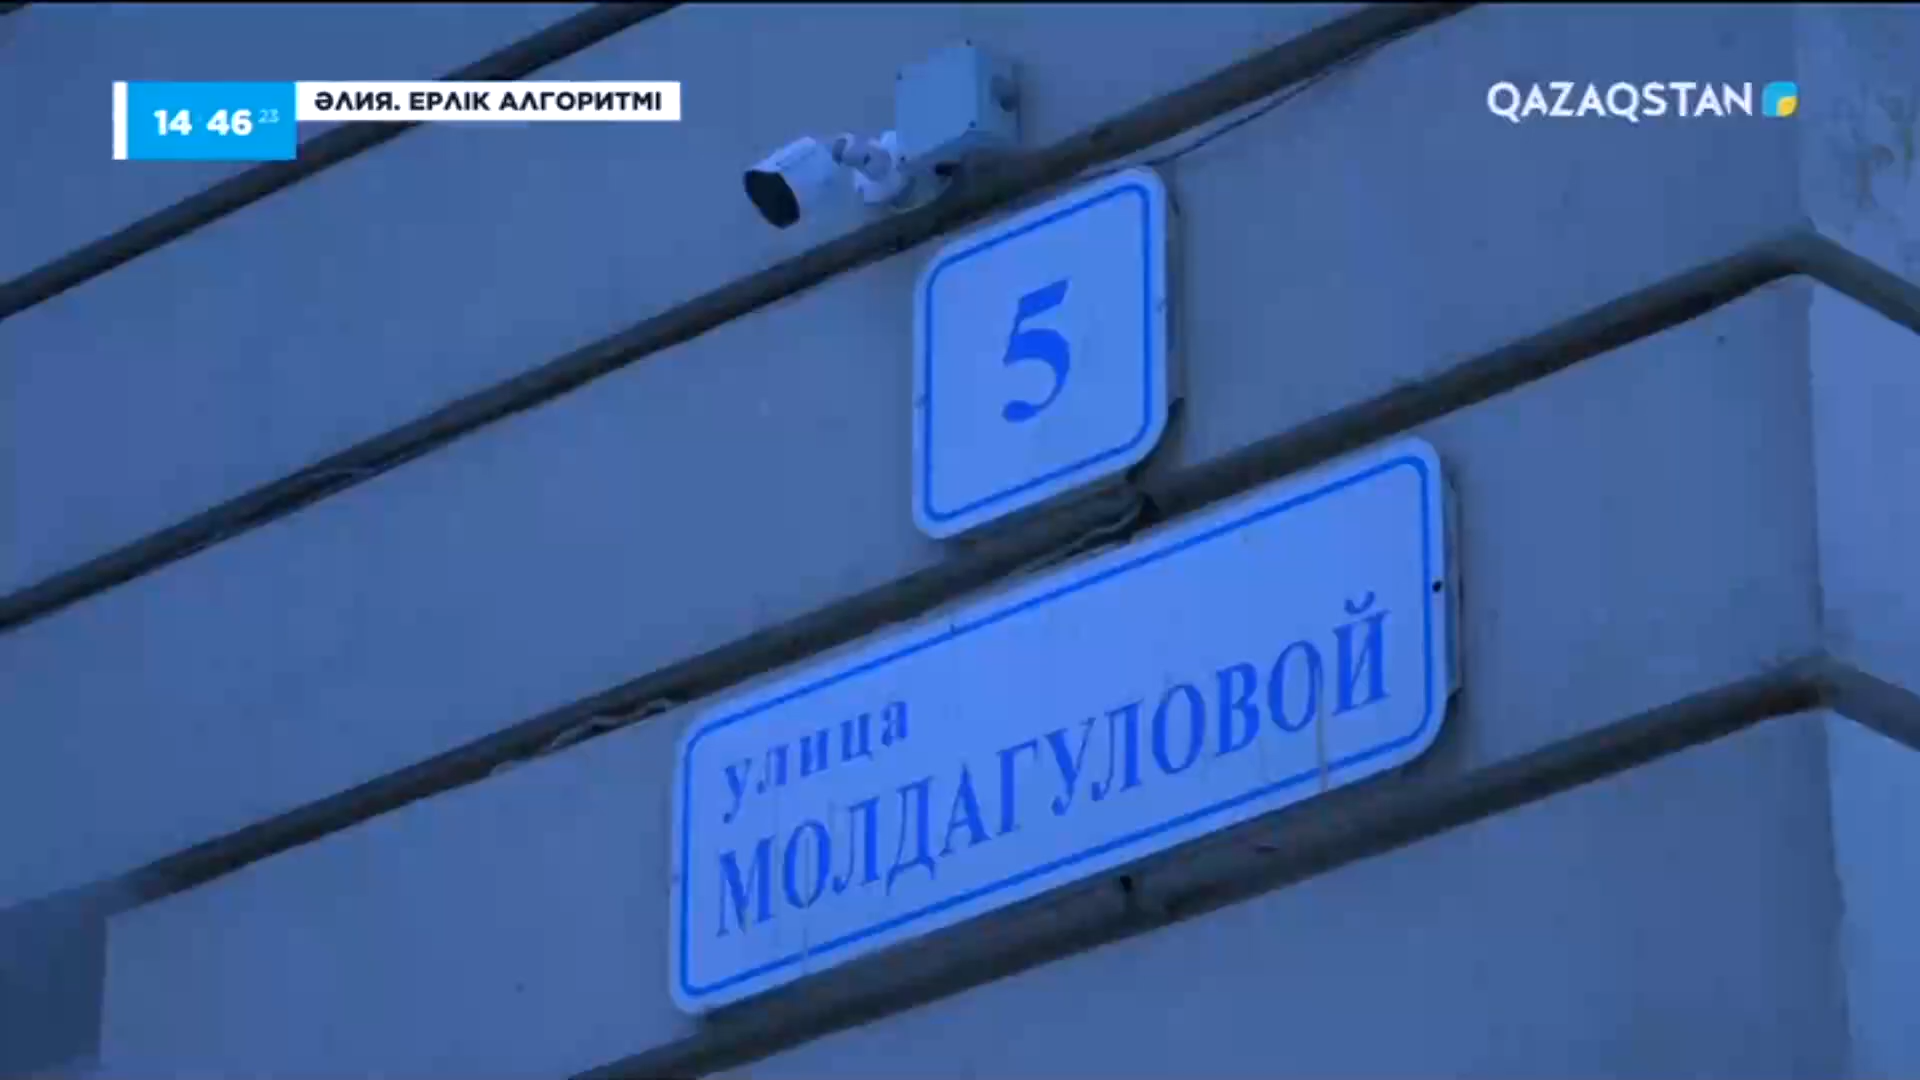 14 46 23
ӘЛИЯ. ЕРЛІК АЛГОРИТМІ
QAZAQSTAN
5
улица
МОЛДАГУЛОВОЙ